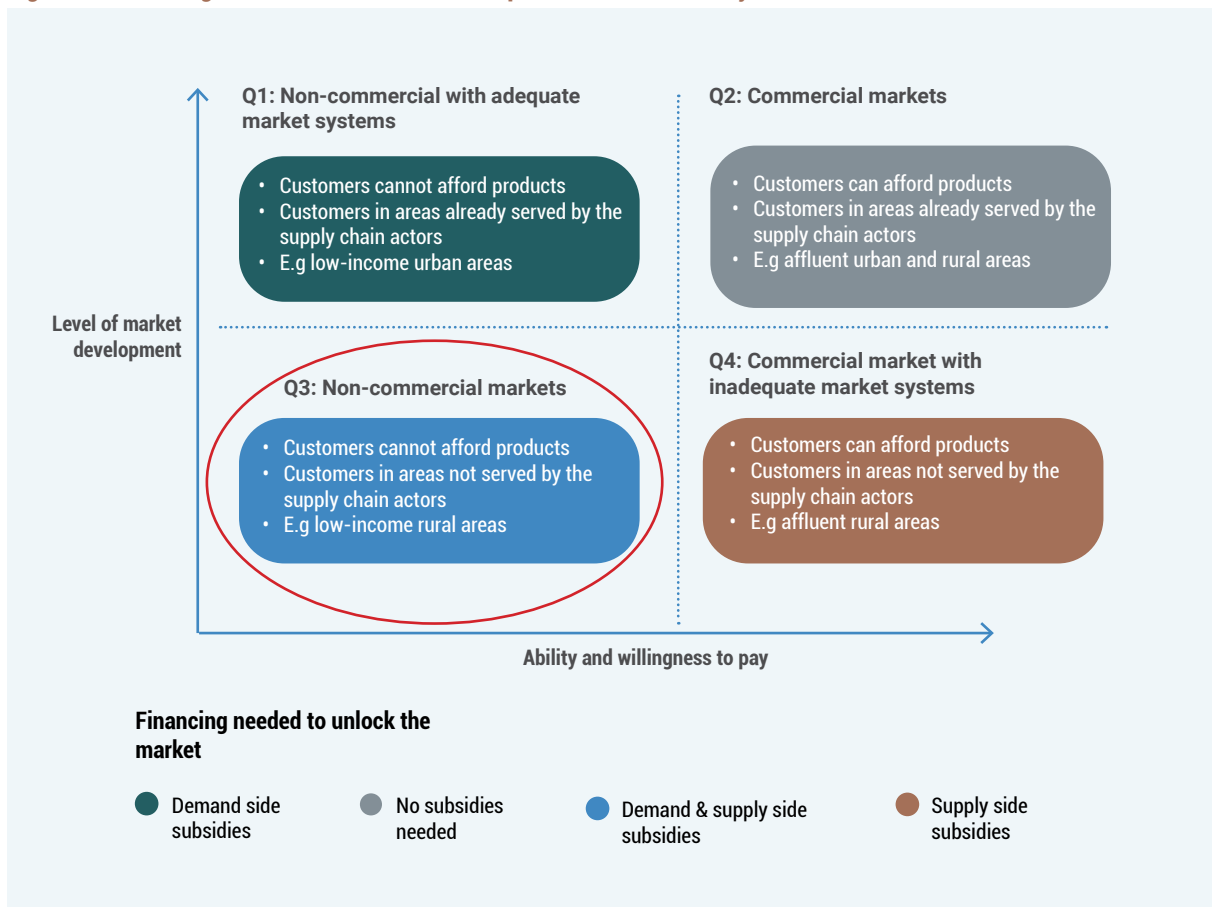 Q1: Non-commercial with adequate
market systems
• Customers cannot afford products
• Customers in areas already served by the
supply chain actors
• E.g low-income urban areas
Q2: Commercial markets
• Customers can afford products
• Customers in areas already served by the
supply chain actors
• E.g affluent urban and rural areas
Level of market
development
Q3: Non-commercial markets
• Customers cannot afford products
• Customers in areas not served by the
supply chain actors
• E.g low-income rural areas
Q4: Commercial market with
inadequate market systems
• Customers can afford products
• Customers in areas not served by the
supply chain actors
• E.g affluent rural areas
Ability and willingness to pay
Financing needed to unlock the
market
Demand side
subsidies
No subsidies
needed
Demand & supply side
subsidies
Supply side
subsidies